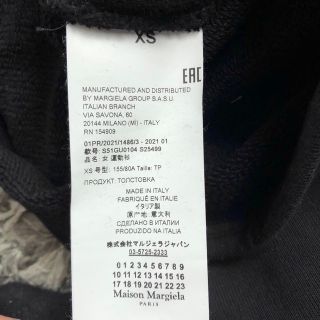 XS
EAC
MANUFACTURED AND DISTRIBUTED
BY MARGIELA GROUP S.A.S.U.
ITALIAN BRANCH
VIA SAVONA, 60
20144 MILANO (MI) - ITALY
RN 154909
01PR/2021/1486/3 - 2021 01
款号: S51GU0104 S25499
品名: 女 運動衫
XS 号型: 155/80A Taille: TP
ПРОДУКТ: ТОЛСТОВКА
MADE IN ITALY
FABRIQUÉ EN ITALIE
イタリア製
原产地: 意大利
СДЕЛАНО В ИТАЛИИ
PRODUTO ITALIANO
株式会社マルジェラジャパン
03-5725-2333
0 1 2 3 4 5 6 7 8 9
10 11 12 13 14 15 16
17 18 19 20 21 22 23
Maison Margiela
PARIS